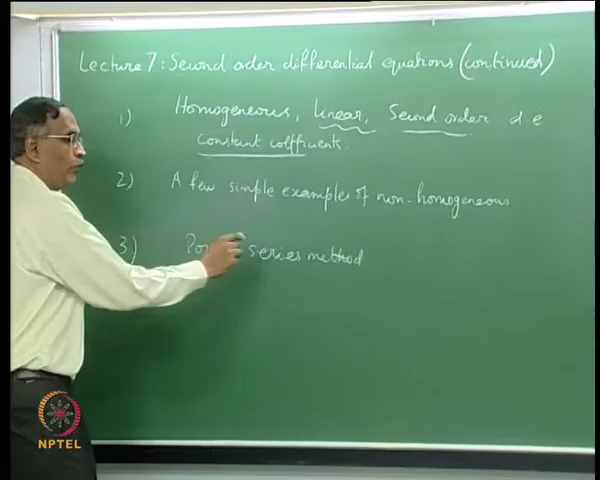 Lecture 7: Second order differential equations (continued)
1) Homogeneous, linear, Second order d e
constant coefficients.
2) A few simple examples of non-homogeneous
3) series method
NPTEL